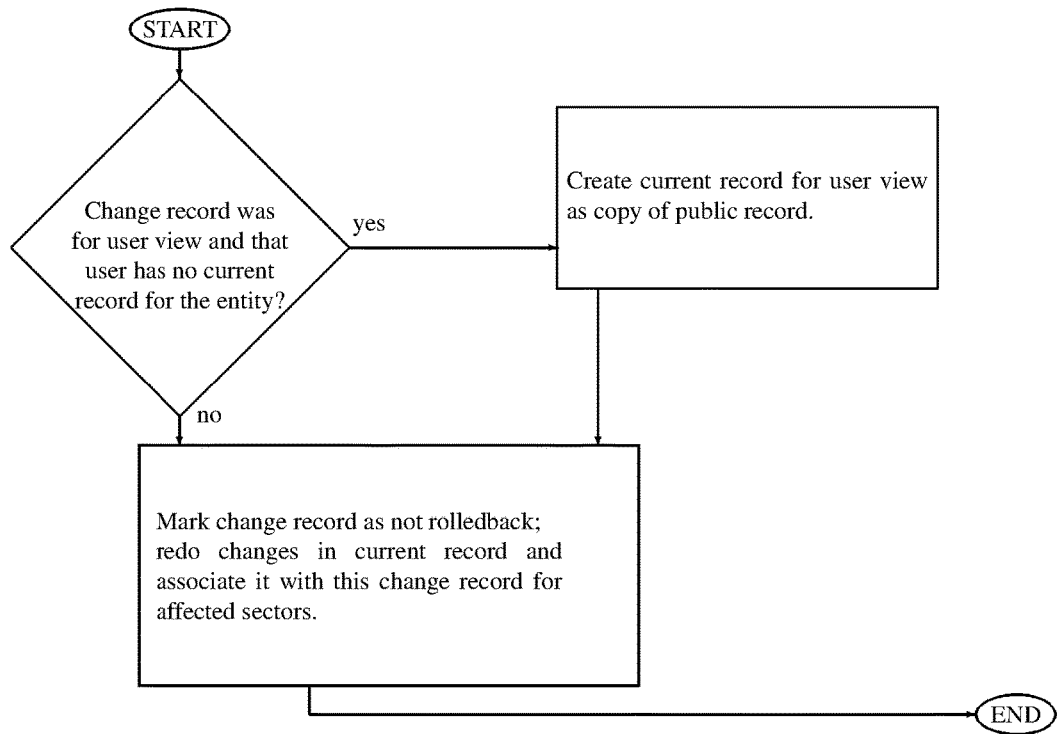 START
Change record was
for user view and that
user has no current
record for the entity?
yes
Create current record for user view
as copy of public record.
no
Mark change record as not rolledback;
redo changes in current record and
associate it with this change record for
affected sectors.
END